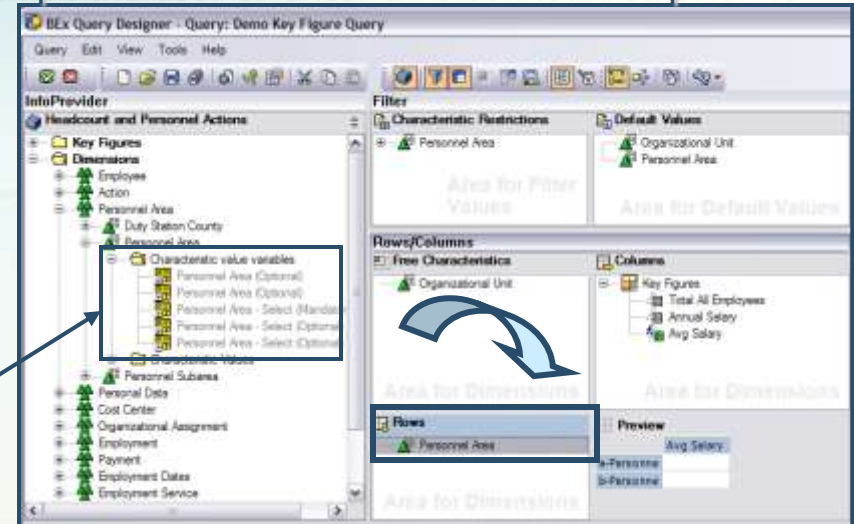 BEx Query Designer - Query: Demo Key Figure Query
Query Edit View Tools Help
InfoProvider
Headcount and Personnel Actions
Key Figures
Dimensions
Employee
Action
Personnel Area
Duty Station County
Personnel Area
Characteristic value variables
Personnel Area (Optional)
Personnel Area (Optional)
Personnel Area - Select (Mandato
Personnel Area - Select (Optional
Personnel Area - Select (Optional
Characteristic Values
Personnel Subarea
Personal Data
Cost Center
Organizational Assignment
Employment
Payment
Employment Dates
Employment Service
Filter
Characteristic Restrictions
Personnel Area
Area for Filter
Values
Default Values
Organizational Unit
Personnel Area
Area for Default Values
Rows/Columns
Free Characteristics
Organizational Unit
Area for Dimensions
Columns
Key Figures
Total All Employees
Annual Salary
Avg Salary
Area for Dimensions
Rows
Personnel Area
Area for Dimensions
Preview
Avg Salary
a-Personne
b-Personne